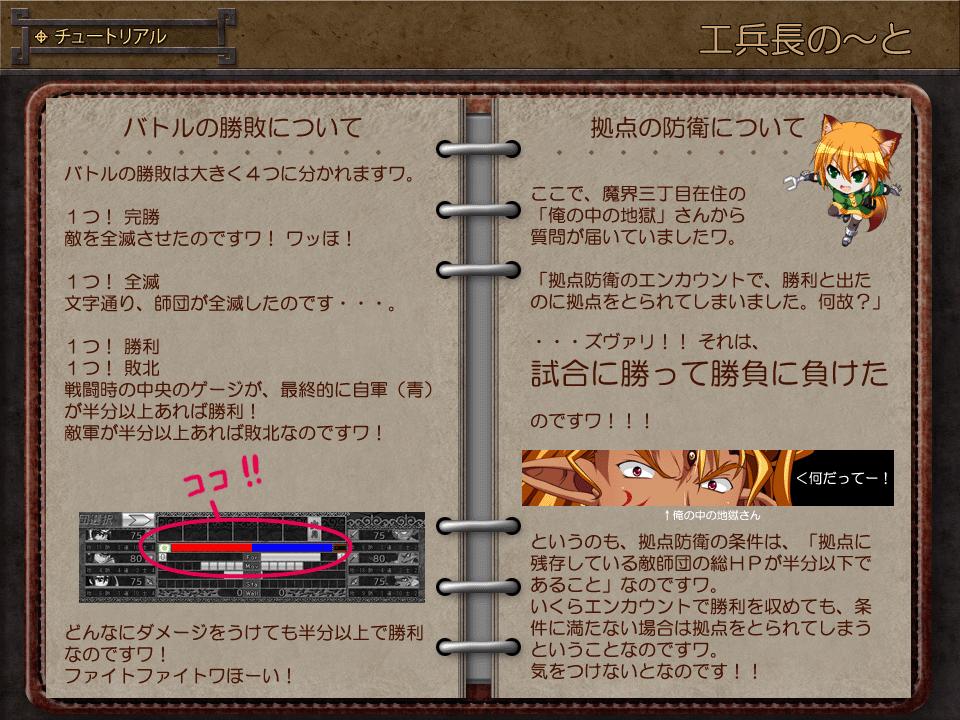 チュートリアル
工兵長の～と
バトルの勝敗について
バトルの勝敗は大きく４つに分かれますワ。
１つ！ 完勝
敵を全滅させたのですワ！ ワッほ！
１つ！ 全滅
文字通り、師団が全滅したのです・・・。
１つ！ 勝利
１つ！ 敗北
戦闘時の中央のゲージが、最終的に自軍（青）
が半分以上あれば勝利！
敵軍が半分以上あれば敗北なのですワ！
ココ!!
選択
75
75
80
80
75
75
For
Mov
Sta
0 Wall 0
どんなにダメージをうけても半分以上で勝利
なのですワ！
ファイトファイトワほーい！
拠点の防衛について
ここで、魔界三丁目在住の
「俺の中の地獄」さんから
質問が届いていましたワ。
「拠点防衛のエンカウントで、勝利と出た
のに拠点をとられてしまいました。何故？」
・・・ズヴァリ！！ それは、
試合に勝って勝負に負けた
のですワ！！！
＜何だってー！
↑俺の中の地獄さん
というのも、拠点防衛の条件は、「拠点に
残存している敵師団の総ＨＰが半分以下で
あること」なのですワ。
いくらエンカウントで勝利を収めても、条
件に満たない場合は拠点をとられてしまう
ということなのですワ。
気をつけないとなのです！！